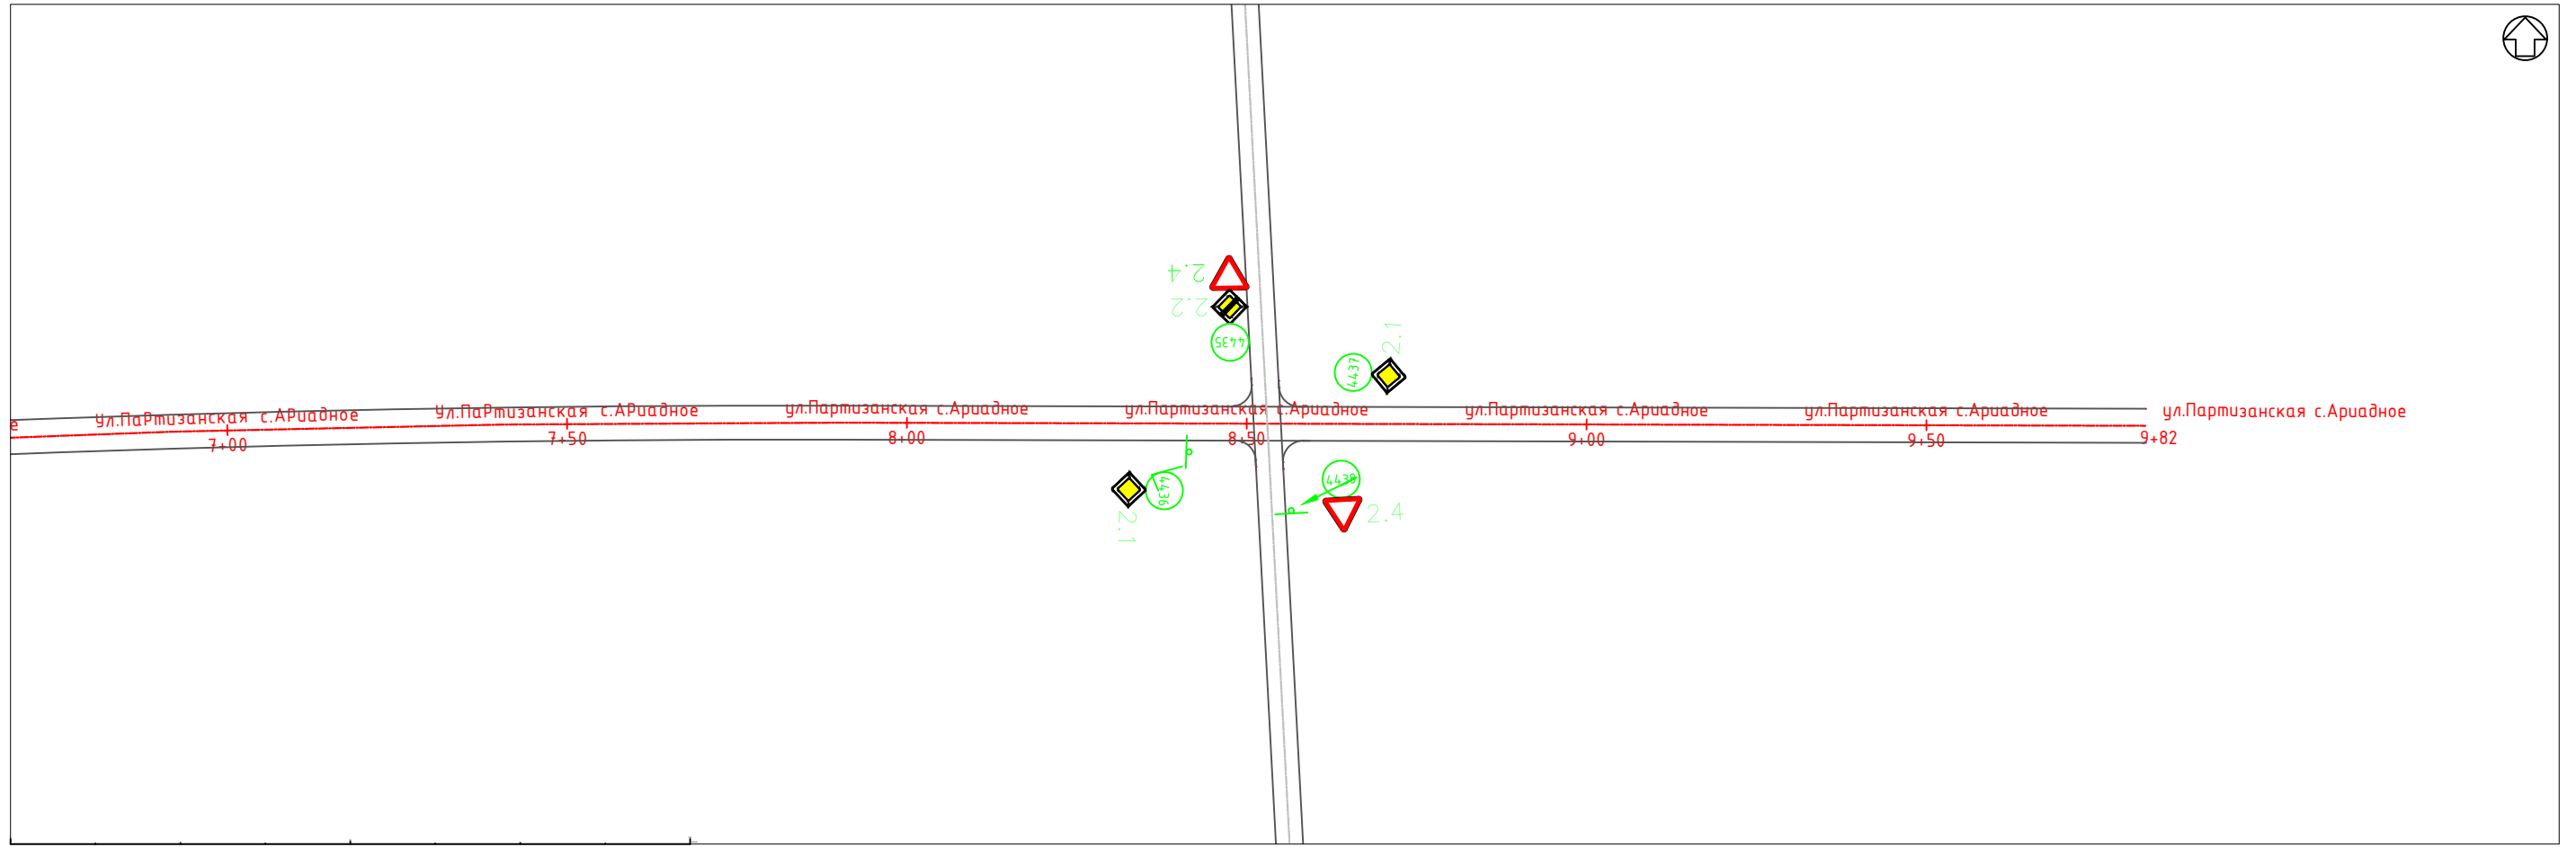 2.4
2.2
4435
2.1
4437
е
ул.ПаРтизанская с.АРиадное
ул.ПаРтизанская с.АРиадное
ул.Партизанская с.Ариадное
ул.Партизанская с.Ариадное
ул.Партизанская с.Ариадное
ул.Партизанская с.Ариадное
ул.Партизанская с.Ариадное
7+00
7+50
8+00
8+50
9+00
9+50
9+82
4436
2.1
4438
2.4